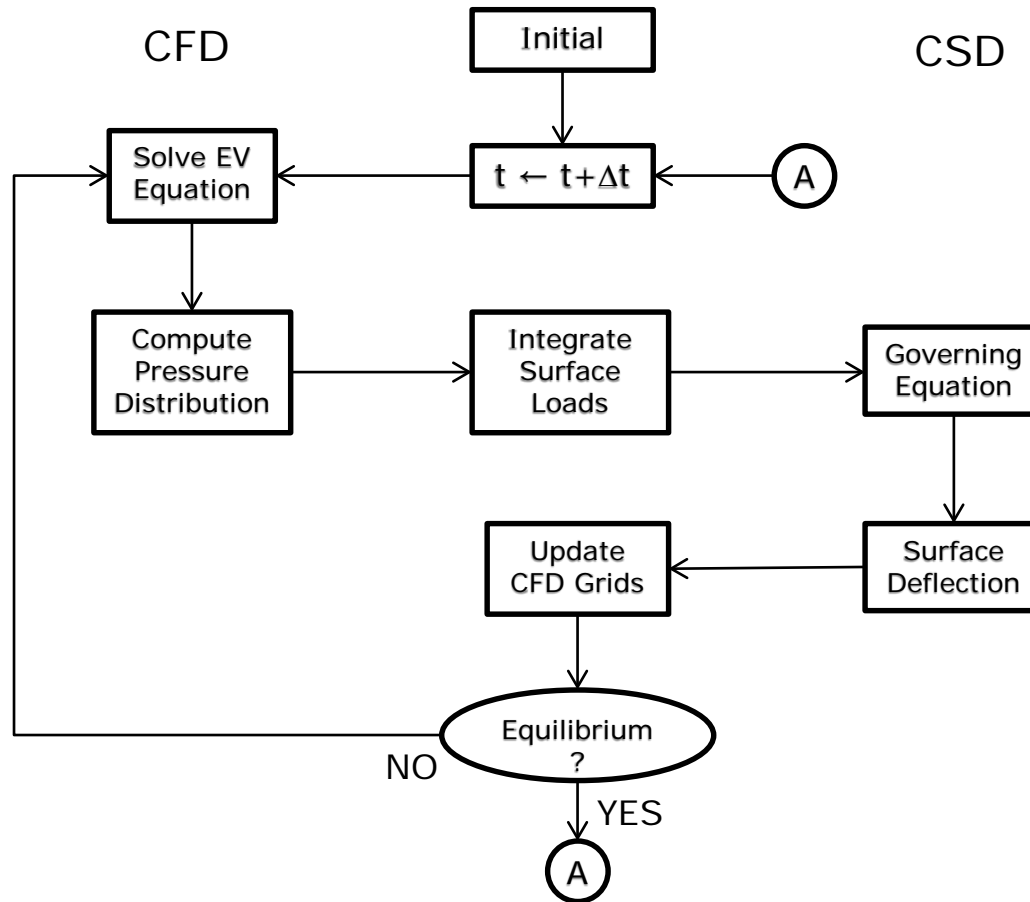 CFD
Initial
CSD
Solve EV
Equation
t ← t+Δt
A
Compute
Pressure
Distribution
Integrate
Surface
Loads
Governing
Equation
Update
CFD Grids
Surface
Deflection
Equilibrium
?
NO
YES
A